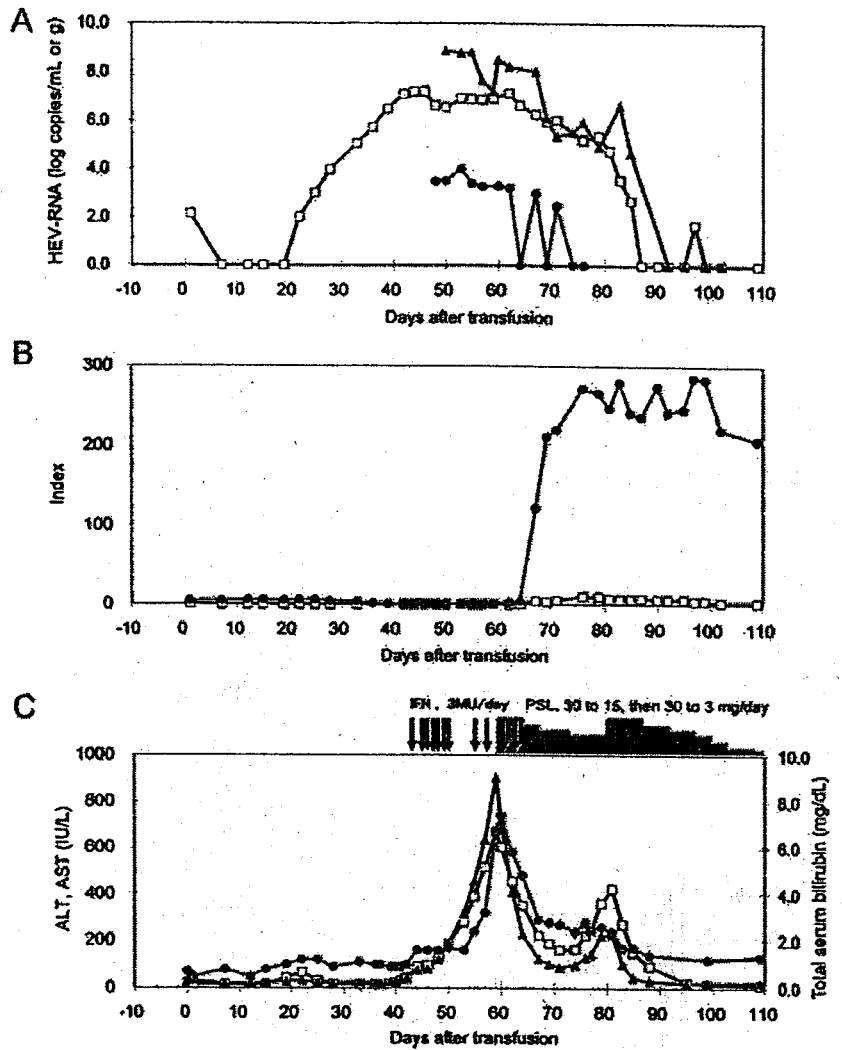 A
HEV-RNA (log copies/mL or g)
10.0
8.0
6.0
4.0
2.0
0.0
-10 0 10 20 30 40 50 60 70 80 90 100 110
Days after transfusion
B
Index
300
200
100
0
-10 0 10 20 30 40 50 60 70 80 90 100 110
Days after transfusion
C
IFN, 3MU/day PSL, 30 to 15, then 30 to 3 mg/day
ALT, AST (IU/L)
1000
800
600
400
200
0
10.0
8.0
6.0
4.0
2.0
0.0
Total serum bilirubin (mg/dL)
-10 0 10 20 30 40 50 60 70 80 90 100 110
Days after transfusion